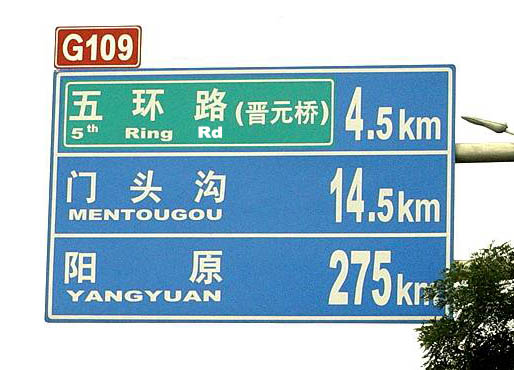 G109
五环路(晋元桥) 4.5km
5th Ring Rd
门头沟 14.5km
MENTOUGOU
阳原 275km
YANGYUAN